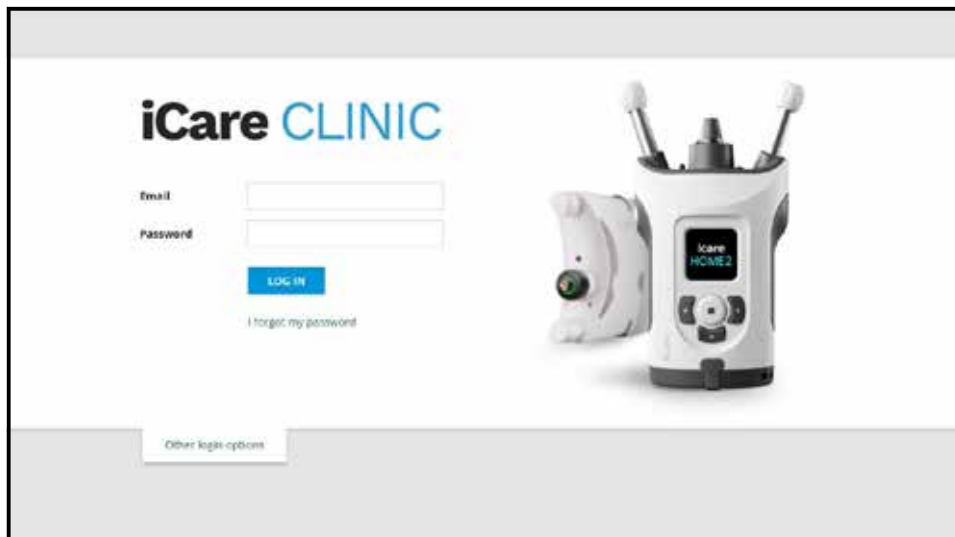 iCare CLINIC
Email
Password
LOG IN
I forgot my password
Other login options
icare
HOME2